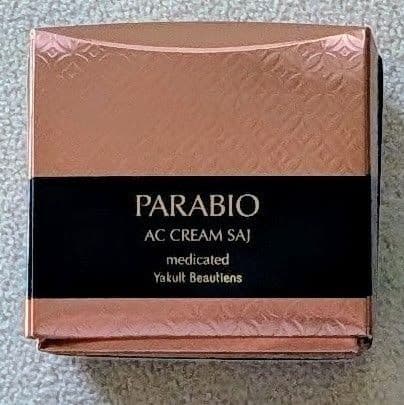 PARABIO
AC CREAM SAJ
medicated
Yakult Beautiens